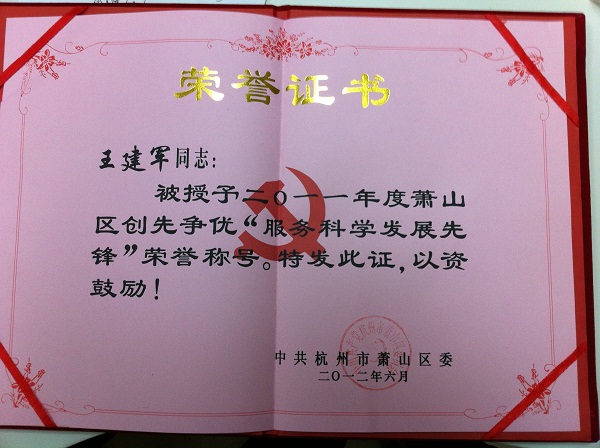 荣誉证书
王建军同志：
被授予二〇一一年度萧山
区创先争优“服务科学发展先
锋”荣誉称号。特发此证，以资
鼓励！
中共杭州市萧山区委
二〇一二年六月